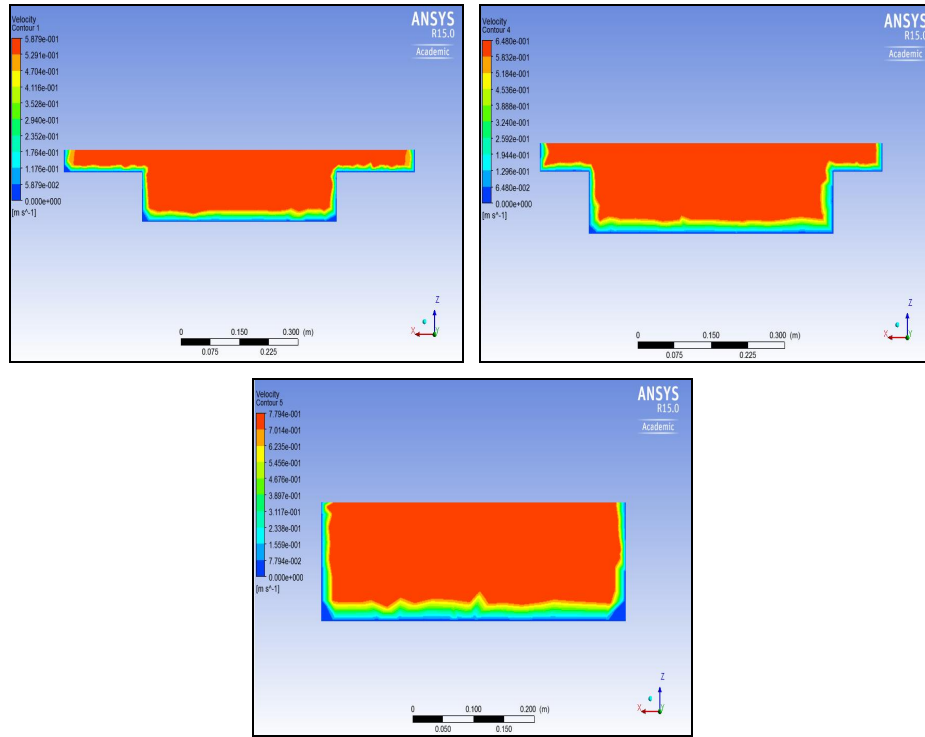 Velocity
Contour 1
5.879e-001
5.291e-001
4.704e-001
4.116e-001
3.528e-001
2.940e-001
2.352e-001
1.764e-001
1.176e-001
5.879e-002
0.000e+000
[m s^-1]
ANSYS
R15.0
Academic
0 0.150 0.300 (m)
0.075 0.225
Z
X Y
Velocity
Contour 4
6.480e-001
5.832e-001
5.184e-001
4.536e-001
3.888e-001
3.240e-001
2.592e-001
1.944e-001
1.296e-001
6.480e-002
0.000e+000
[m s^-1]
ANSYS
R15.0
Academic
0 0.150 0.300 (m)
0.075 0.225
Z
X Y
Velocity
Contour 5
7.794e-001
7.014e-001
6.235e-001
5.456e-001
4.676e-001
3.897e-001
3.117e-001
2.338e-001
1.559e-001
7.794e-002
0.000e+000
[m s^-1]
ANSYS
R15.0
Academic
0 0.100 0.200 (m)
0.050 0.150
Z
X Y